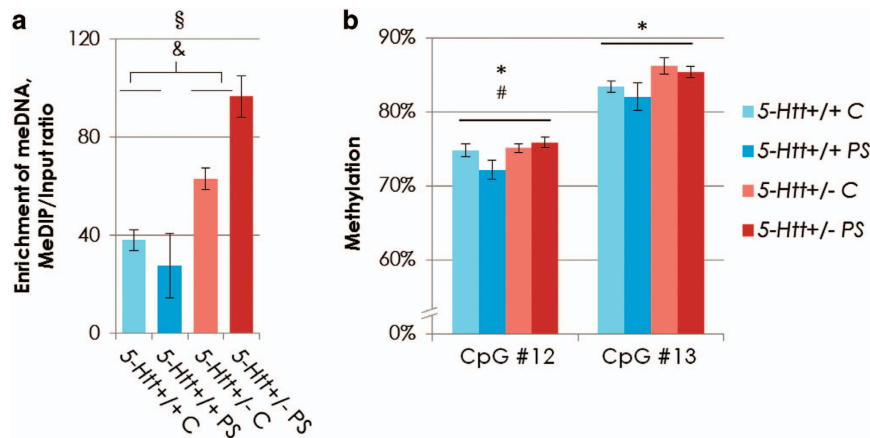 a
Enrichment of meDNA,
MeDIP/Input ratio
120
80
40
0
§
&
5-Htt+/+ C
5-Htt+/+ PS
5-Htt+/- C
5-Htt+/- PS
b
Methylation
90%
80%
70%
60%
0%
*
#
*
CpG #12
CpG #13
5-Htt+/+ C
5-Htt+/+ PS
5-Htt+/- C
5-Htt+/- PS